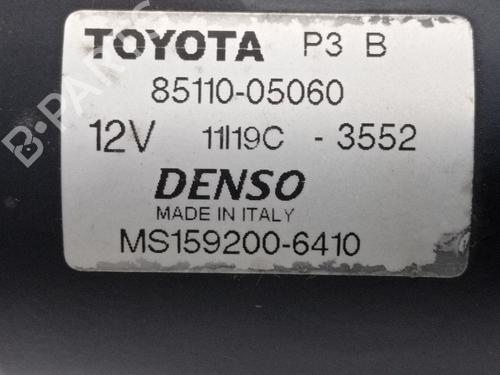 TOYOTA P3 B
85110-05060
12V 11I19C - 3552
DENSO
MADE IN ITALY
MS159200-6410